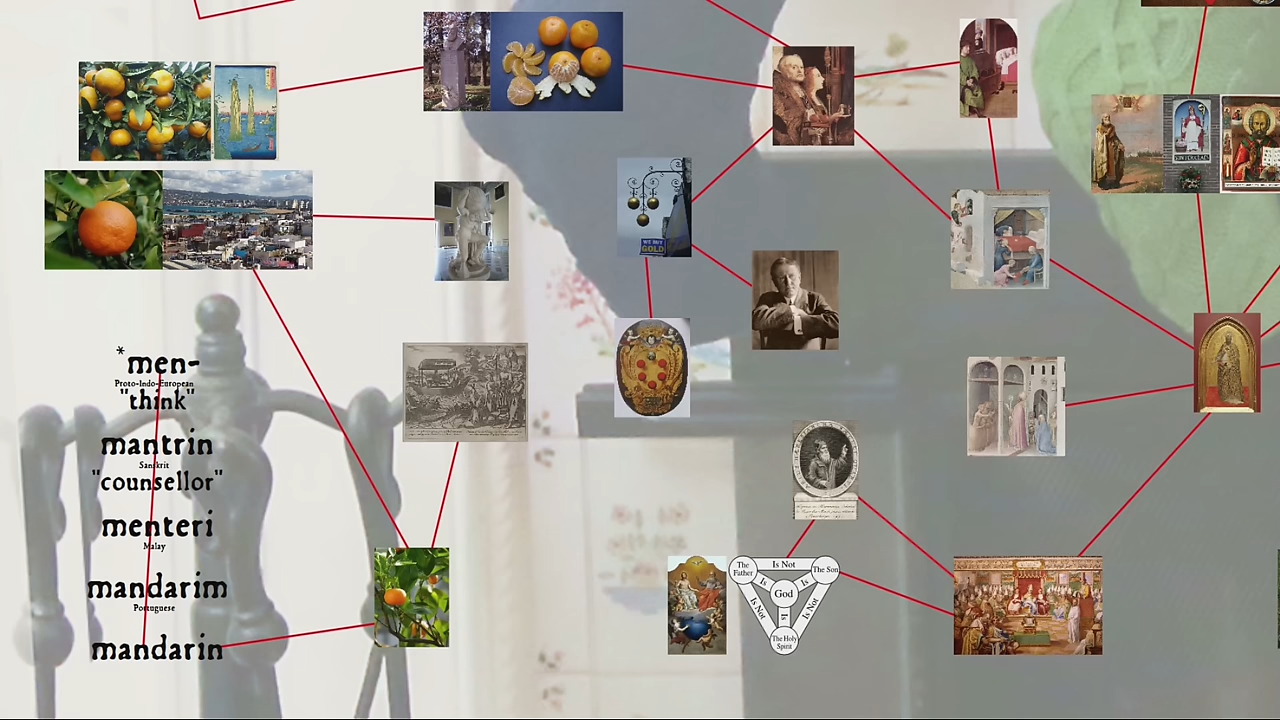 *men-
Proto-Indo-European
"think"
mantrin
Sanskrit
"counsellor"
menteri
Malay
mandarim
Portuguese
mandarin
WE BUY
GOLD
The Father
Is Not
The Son
Is
Is
God
Is Not
Is
Is Not
The Holy Spirit